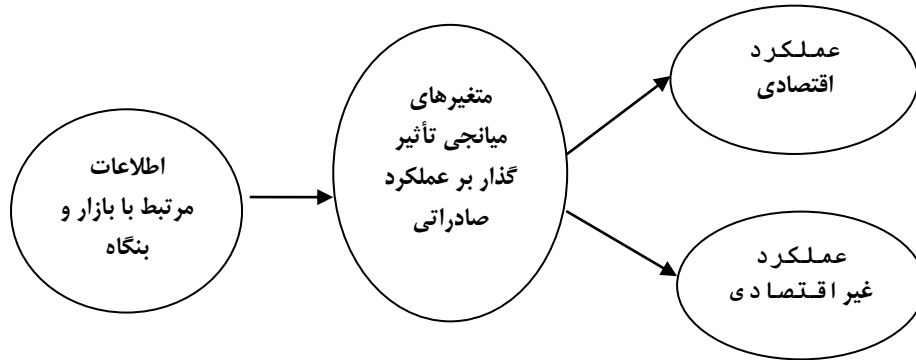 اطلاعات
مرتبط با بازار و
بنگاه
متغیرهای
میانجی تأثیر
گذار بر عملکرد
صادراتی
عملکرد
اقتصادی
عملکرد
غیر اقتصادی